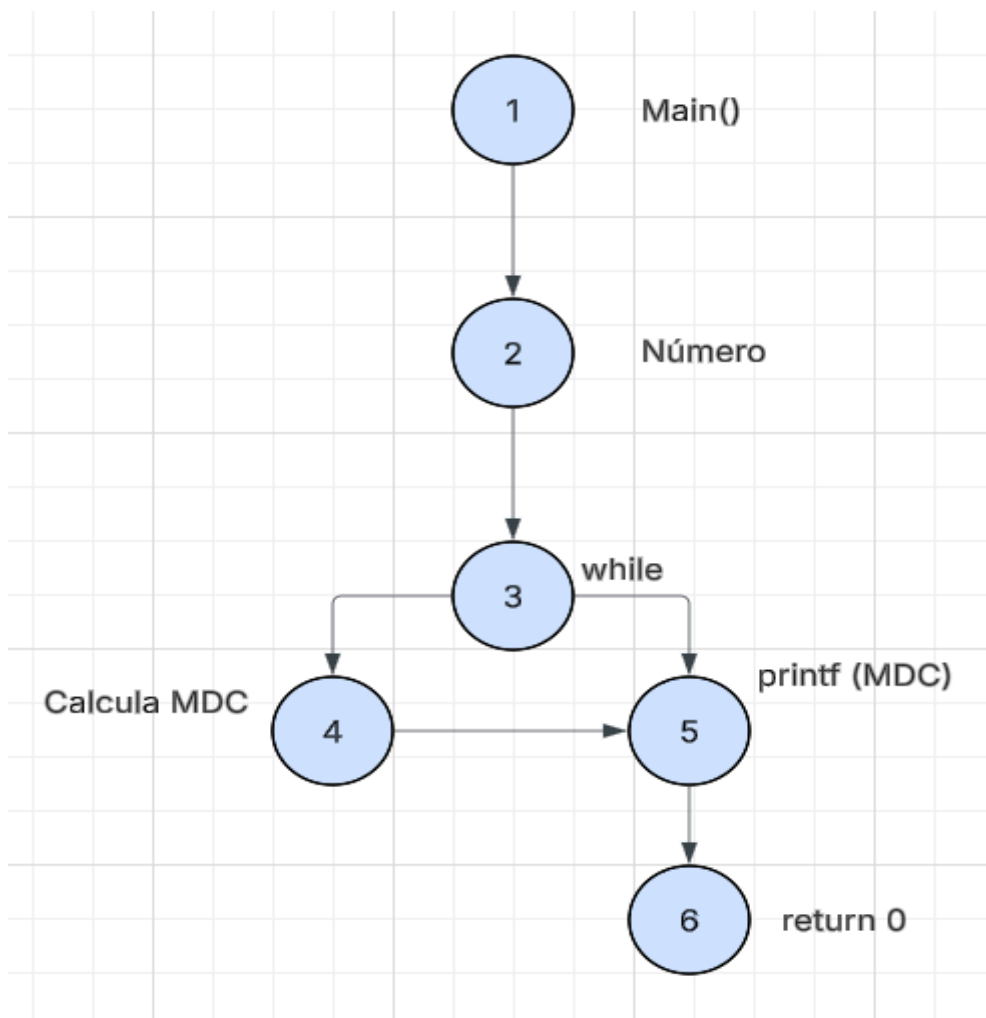 1 Main()
2 Número
3 while
Calcula MDC 4
5 printf (MDC)
6 return 0